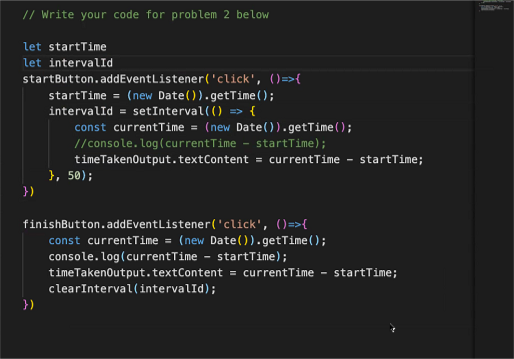 // Write your code for problem 2 below
let startTime
let intervalId
startButton.addEventListener('click', ()=>{
    startTime = (new Date()).getTime();
    intervalId = setInterval(() => {
        const currentTime = (new Date()).getTime();
        //console.log(currentTime - startTime);
        timeTakenOutput.textContent = currentTime - startTime;
    }, 50);
})
finishButton.addEventListener('click', ()=>{
    const currentTime = (new Date()).getTime();
    console.log(currentTime - startTime);
    timeTakenOutput.textContent = currentTime - startTime;
    clearInterval(intervalId);
})